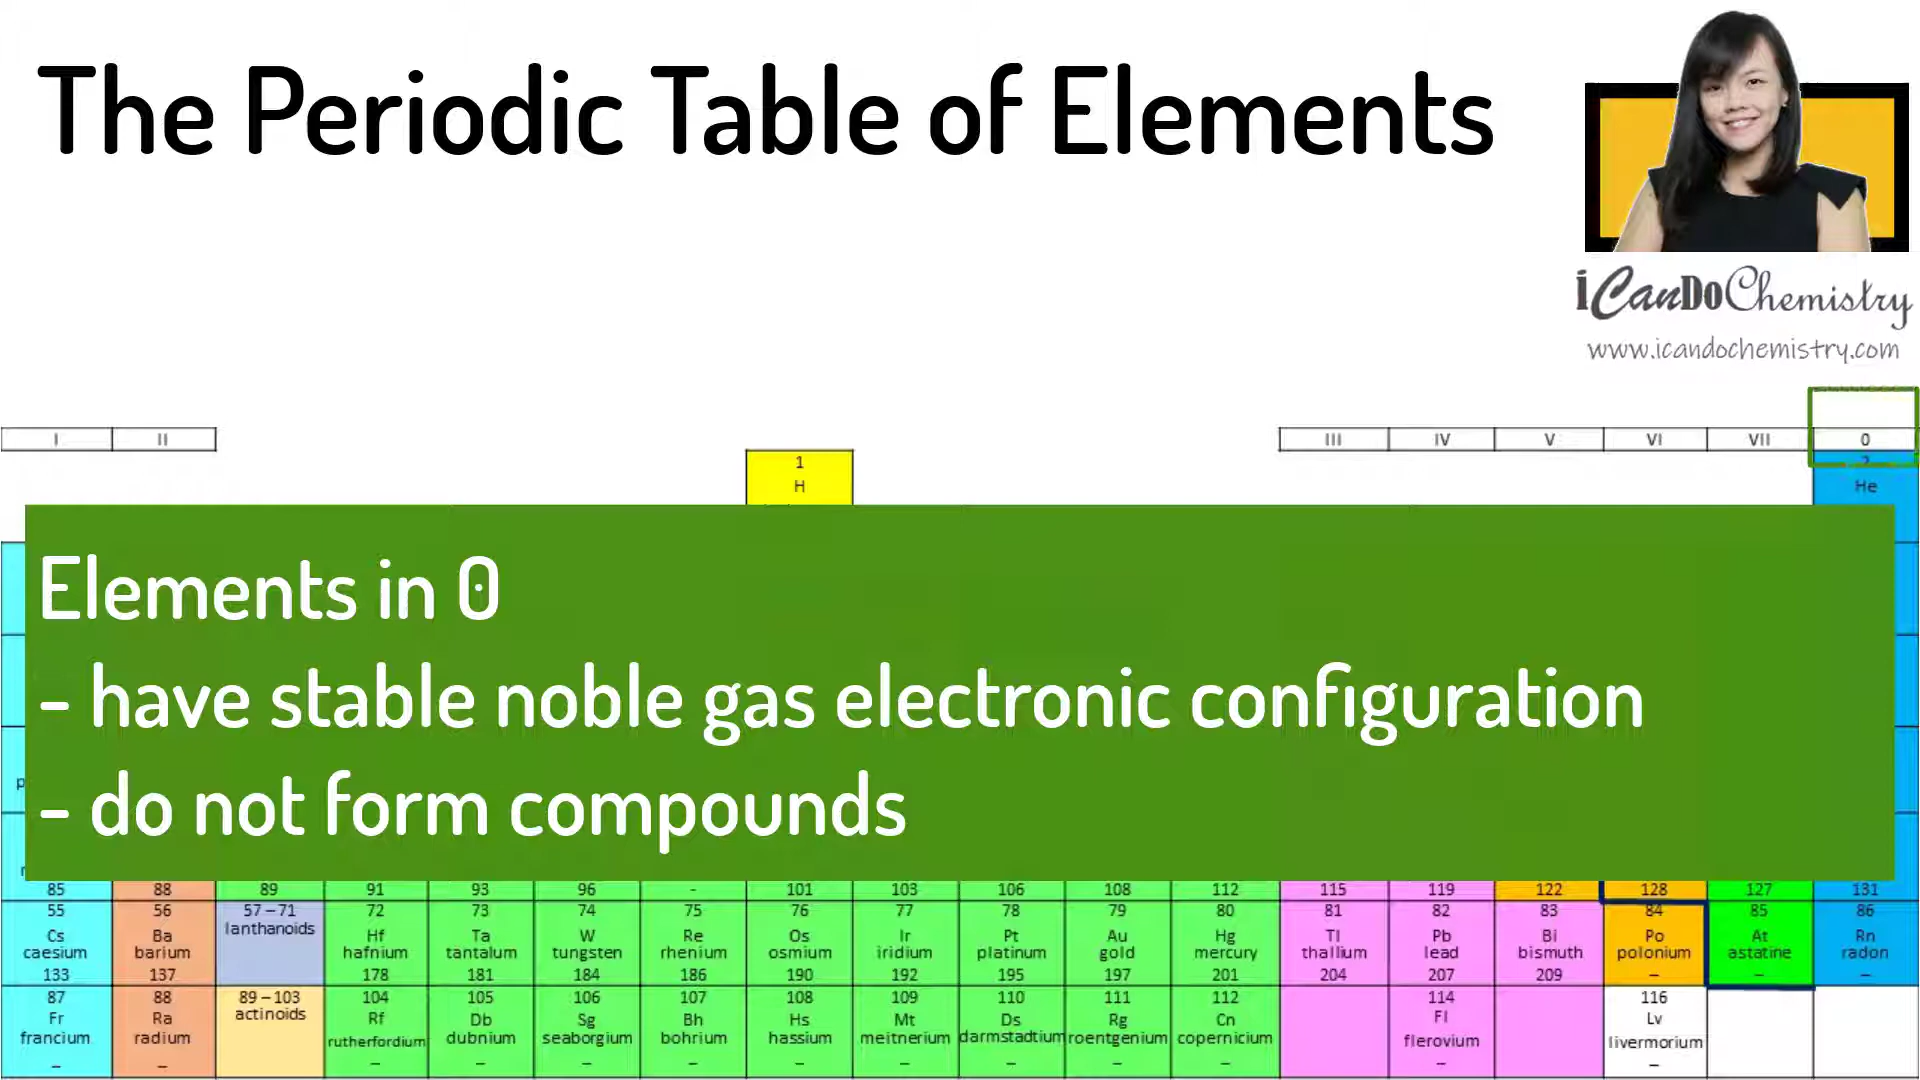 The Periodic Table of Elements
iCanDoChemistry
www.icandochemistry.com
I II III IV V VI VII 0
1 2
H He
Elements in 0
- have stable noble gas electronic configuration
- do not form compounds
85 88 89 91 93 96 - 101 103 106 108 112 115 119 122 128 127 131
55 56 57 – 71 72 73 74 75 76 77 78 79 80 81 82 83 84 85 86
Cs Ba lanthanoids Hf Ta W Re Os Ir Pt Au Hg Tl Pb Bi Po At Rn
caesium barium hafnium tantalum tungsten rhenium osmium iridium platinum gold mercury thallium lead bismuth polonium astatine radon
133 137 178 181 184 186 190 192 195 197 201 204 207 209 – – –
87 88 89 – 103 104 105 106 107 108 109 110 111 112 114 116
Fr Ra actinoids Rf Db Sg Bh Hs Mt Ds Rg Cn Fl Lv
francium radium rutherfordium dubnium seaborgium bohrium hassium meitnerium darmstadtium roentgenium copernicium flerovium livermorium
– – – – – – – – – – – – –